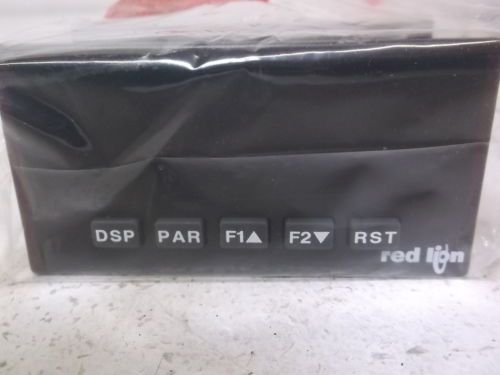 DSP PAR F1▲ F2▼ RST
red lion